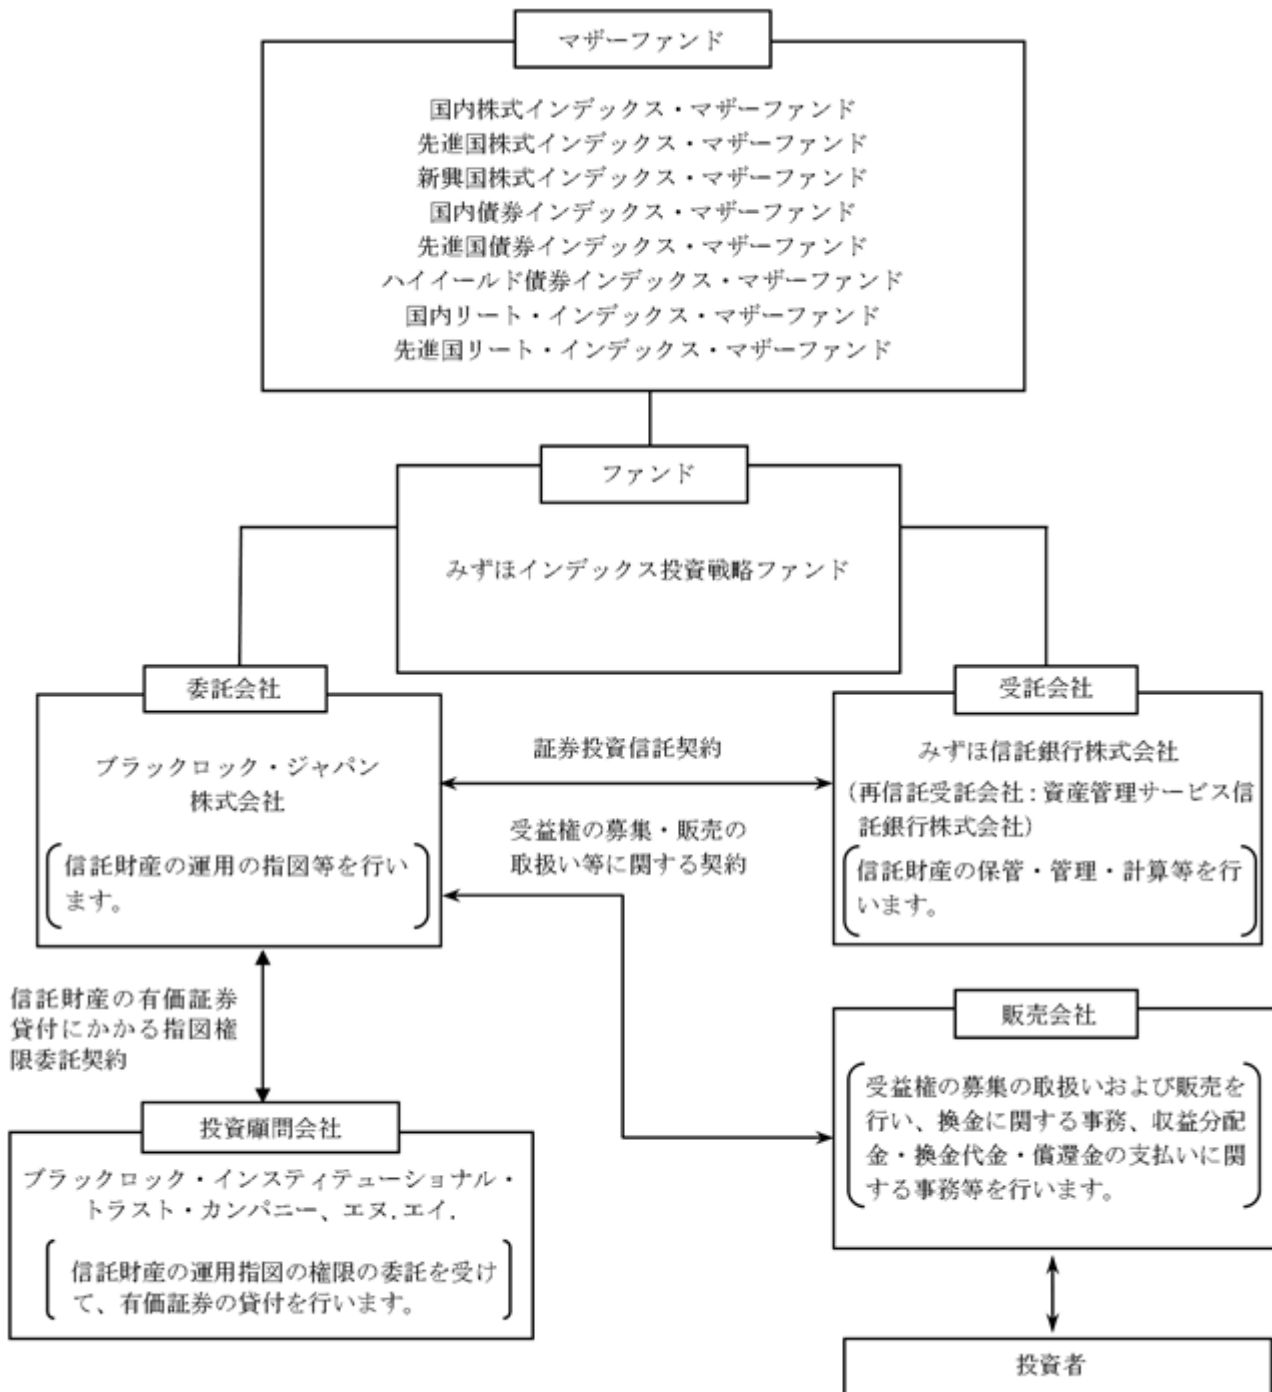 マザーファンド
国内株式インデックス・マザーファンド
先進国株式インデックス・マザーファンド
新興国株式インデックス・マザーファンド
国内債券インデックス・マザーファンド
先進国債券インデックス・マザーファンド
ハイイールド債券インデックス・マザーファンド
国内リート・インデックス・マザーファンド
先進国リート・インデックス・マザーファンド
ファンド
みずほインデックス投資戦略ファンド
委託会社
ブラックロック・ジャパン
株式会社
信託財産の運用の指図等を行い
ます。
証券投資信託契約
受益権の募集・販売の
取扱い等に関する契約
受託会社
みずほ信託銀行株式会社
(再信託受託会社:資産管理サービス信
託銀行株式会社)
信託財産の保管・管理・計算等を行
います。
信託財産の有価証券
貸付にかかる指図権
限委託契約
投資顧問会社
ブラックロック・インスティテューショナル・
トラスト・カンパニー、エヌ.エイ.
信託財産の運用指図の権限の委託を受け
て、有価証券の貸付を行います。
販売会社
受益権の募集の取扱いおよび販売を
行い、換金に関する事務、収益分配
金・換金代金・償還金の支払いに関
する事務等を行います。
投資者